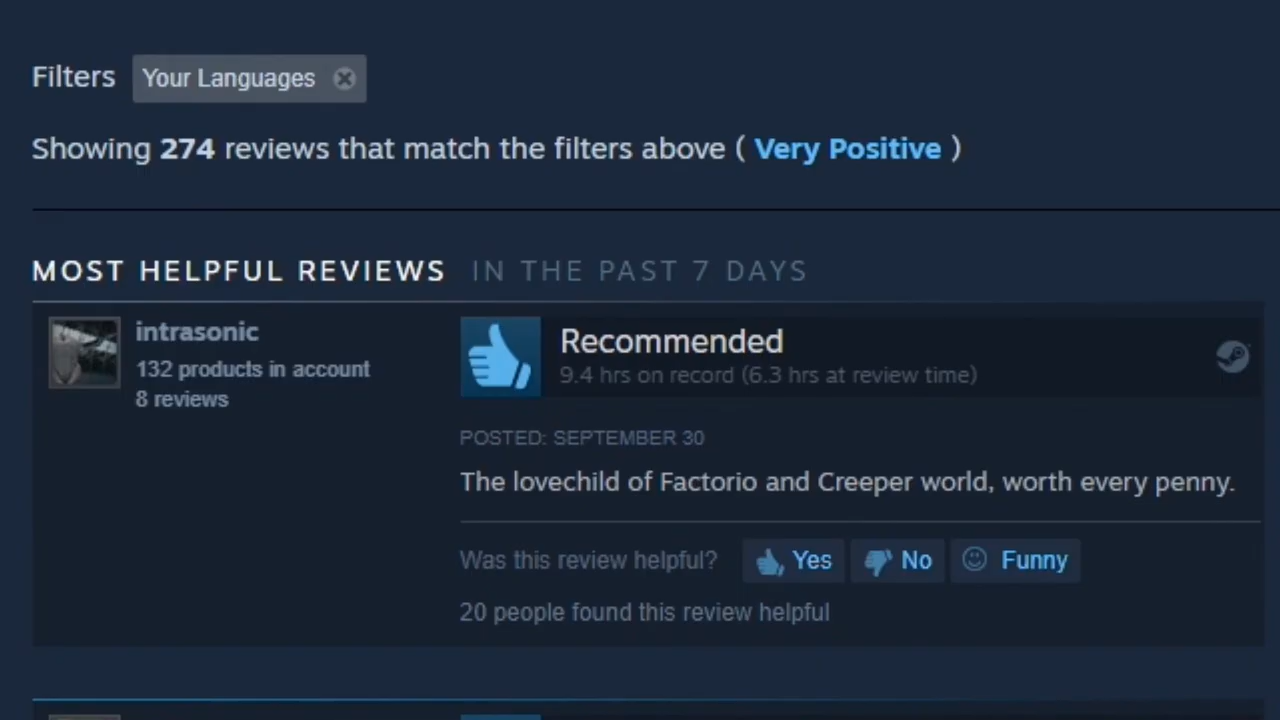 Filters Your Languages
Showing 274 reviews that match the filters above ( Very Positive )
MOST HELPFUL REVIEWS IN THE PAST 7 DAYS
intrasonic
132 products in account
8 reviews
Recommended
9.4 hrs on record (6.3 hrs at review time)
POSTED: SEPTEMBER 30
The lovechild of Factorio and Creeper world, worth every penny.
Was this review helpful? Yes No Funny
20 people found this review helpful